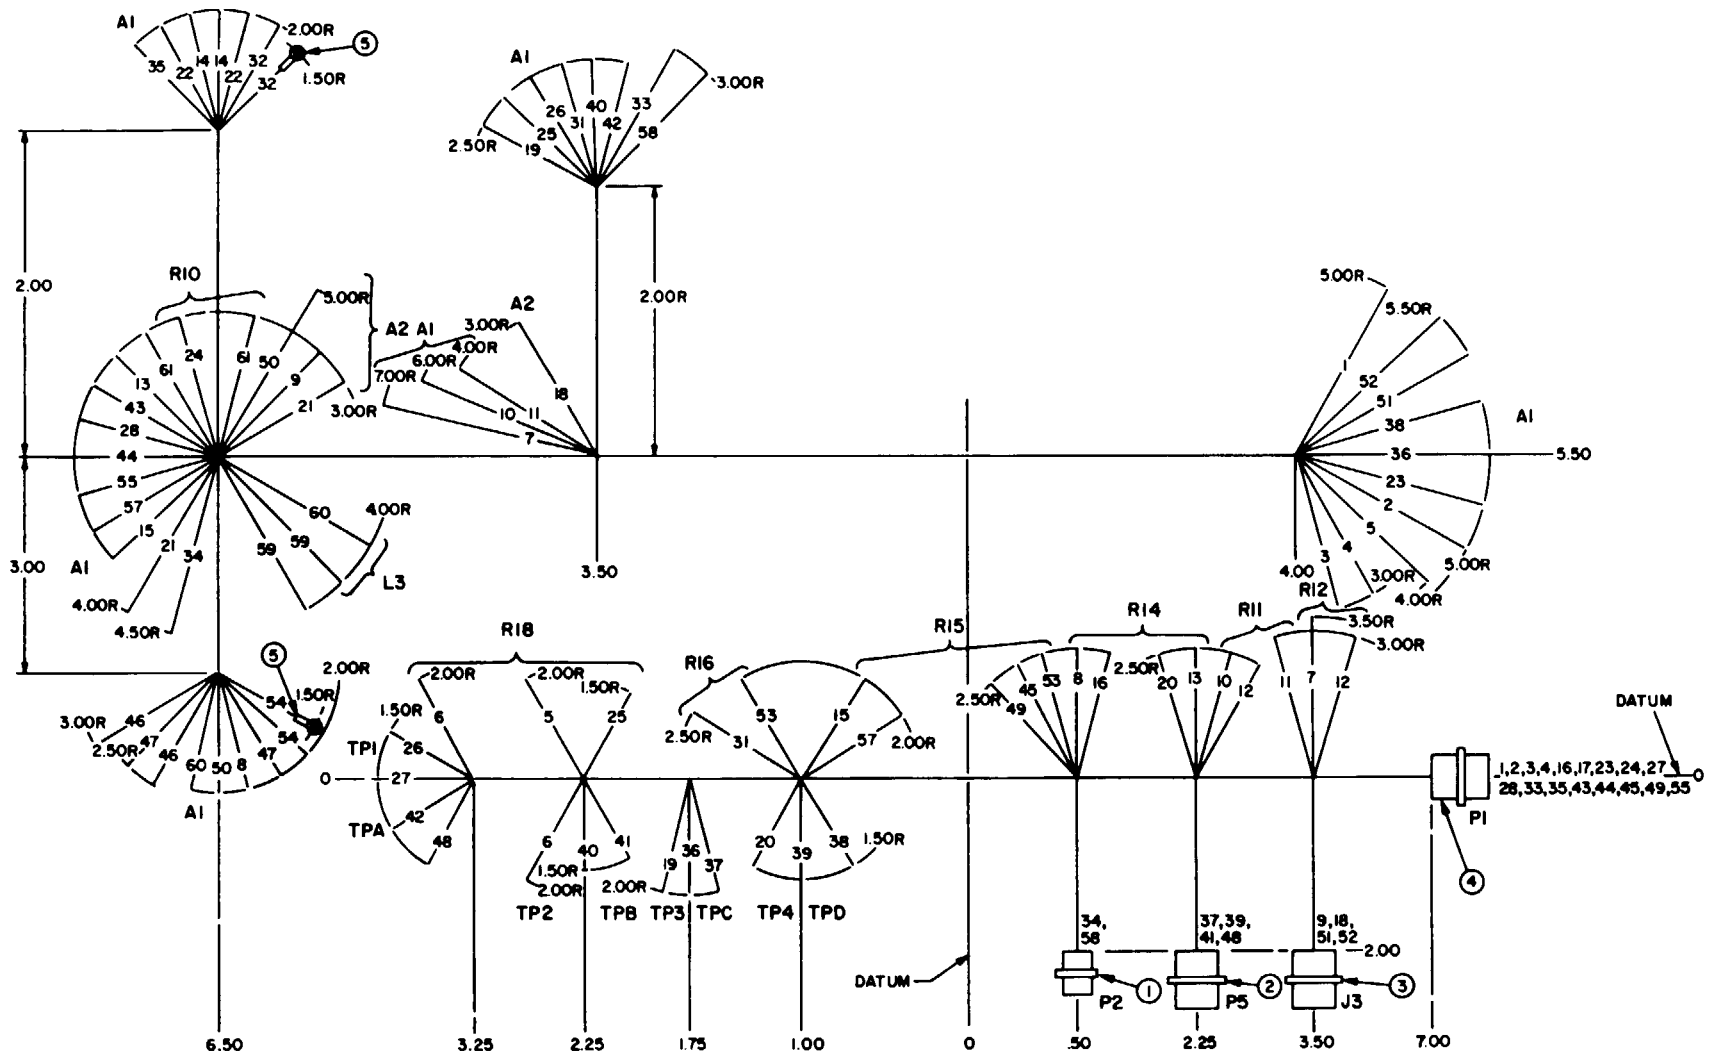 A1
2.00R
5
35
22
14
14
22
32
32
1.50R
A1
2.50R
19
25
26
31
40
42
33
58
3.00R
2.00
2.00R
R10
5.00R
A2
13
61
24
61
50
9
21
3.00R
43
28
44
55
57
15
21
34
59
59
60
4.00R
L3
A1
4.00R
4.50R
3.00
A1
A2
3.00R
4.00R
6.00R
7.00R
18
11
10
7
3.50
5.00R
5.50R
1
52
51
38
A1
36
5.50
23
2
5
4
3
5.00R
4.00
3.00R
4.00R
5
2.00R
1.50R
54
54
3.00R
2.50R
46
47
46
60
50
8
47
A1
R18
2.00R
2.00R
1.50R
1.50R
6
5
25
TP1
26
0
27
TPA
42
48
6
40
41
1.50R
2.00R
TP2
TPB
R16
2.50R
53
31
15
57
2.00R
19
36
37
2.00R
TP3
TPC
20
39
38
1.50R
TP4
TPD
R15
R14
R11
R12
3.50R
3.00R
2.50R
49
45
53
8
16
2.50R
20
13
10
12
11
7
12
DATUM
1,2,3,4,16,17,23,24,27
0
28,33,35,43,44,45,49,55
P1
4
34,
58
37,39,
41,48
9,18,
51,52
2.00
DATUM
P2
1
P5
2
J3
3
6.50
3.25
2.25
1.75
1.00
0
.50
2.25
3.50
7.00